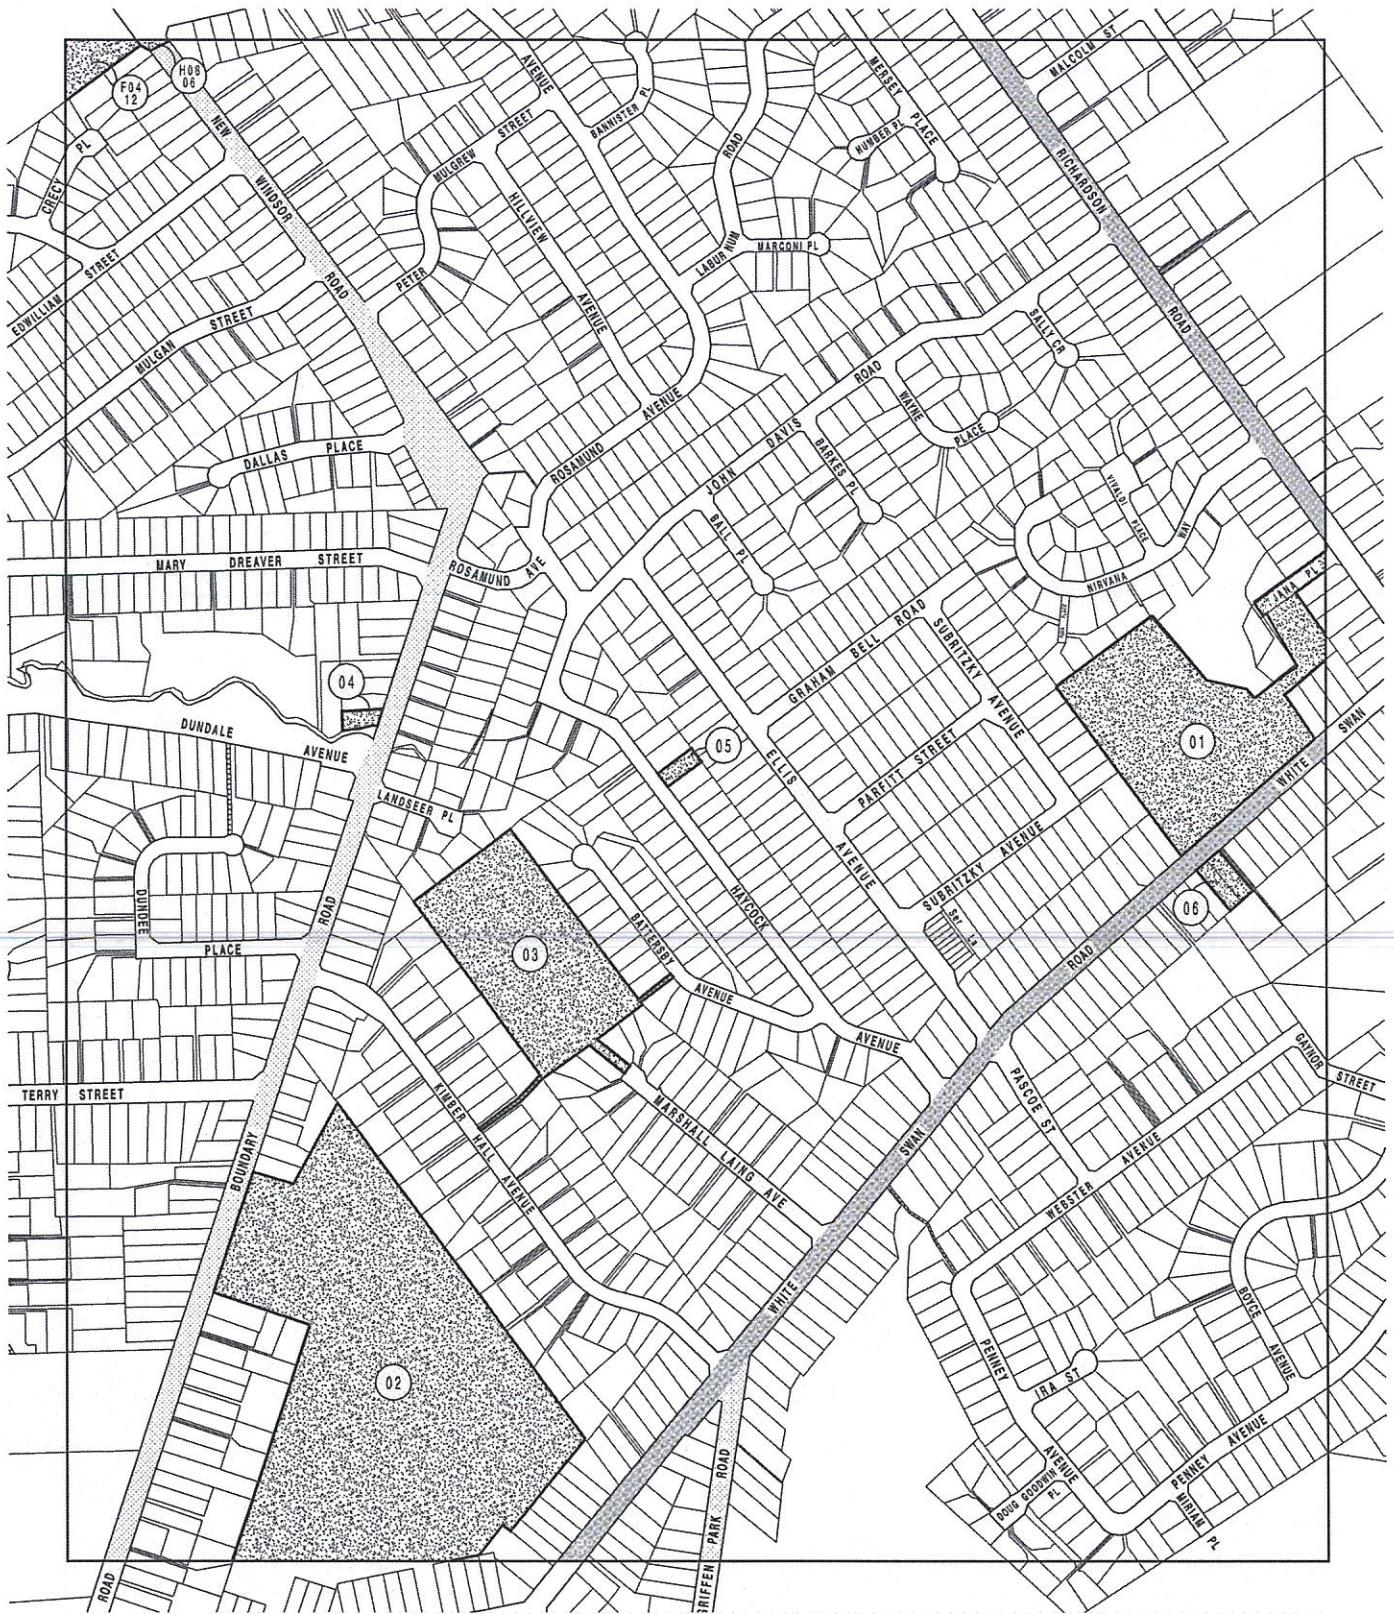 MALCOLM ST
F04
12
H08
06
AVENUE
BANNISTER PL
MERSEY PLACE
HUMBER PL
NEW
MULGREW STREET
ROAD
CRECY PL
RICHARDSON
WINDSOR
HILLVIEW
LABURNUM
MARCONI PL
EDWILLIAM STREET
ROAD
PETER
MULGAN STREET
AVENUE
SALLY CR
ROAD
ROAD
WAYNE PLACE
AVENUE
DALLAS PLACE
ROSAMUND
JOHN DAVIS
BARKES PL
VIVALDI PLACE
BALL PL
WAY
MARY DREAVER STREET
ROSAMUND AVE
NIRVANA
JANA PL
GRAHAM BELL ROAD
SUBRITZKY AVENUE
04
DUNDALE AVENUE
05
01
SWAN
ELLIS
PARFITT STREET
WHITE
LANDSEER PL
AVENUE
SUBRITZKY AVENUE
DUNDEE
HAYCOCK
ROAD
BATTERSBY
06
Sef La
PLACE
03
ROAD
AVENUE
AVENUE
GAYNOR STREET
TERRY STREET
KIMBER HALL AVENUE
MARSHALL LAING AVE
PASCOE ST
SWAN
BOUNDARY
WEBSTER AVENUE
WHITE
BOYCE AVENUE
PENNEY
IRA ST
02
AVENUE
PENNEY AVENUE
ROAD
DOUG GOODWIN PL
MIRIAM PL
GRIFFEN PARK
ROAD